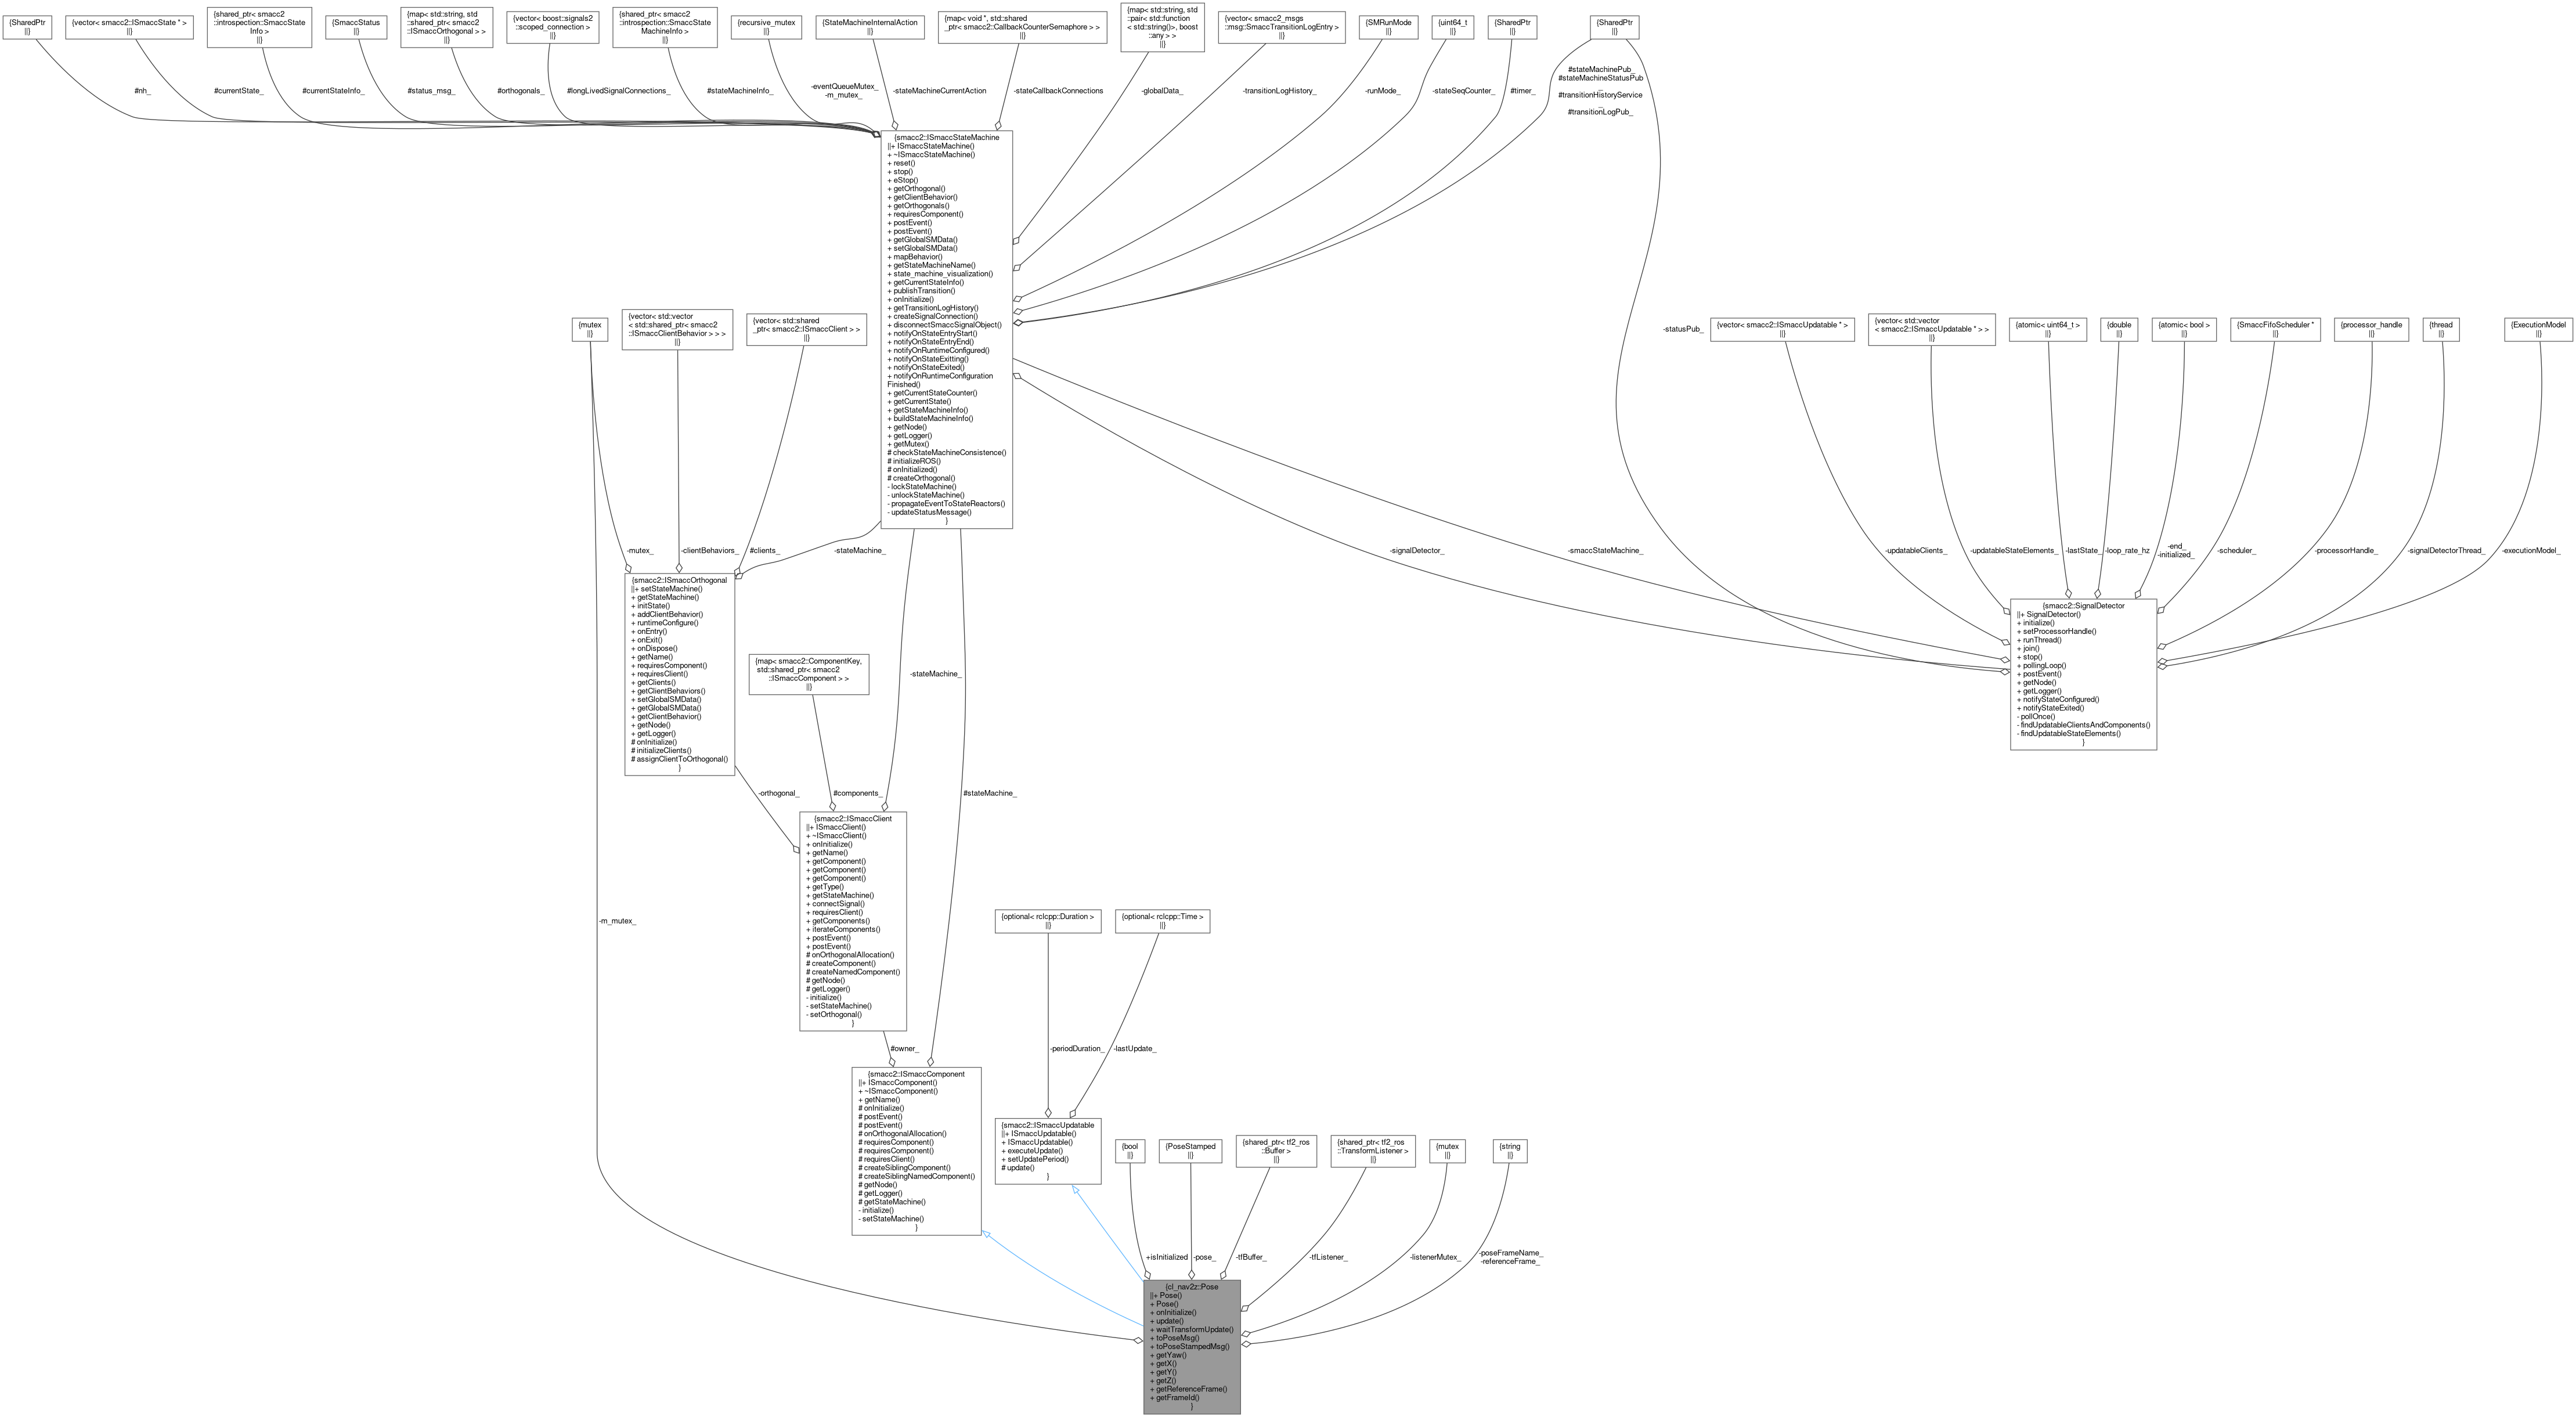 {SharedPtr
||}
{vector< smacc2::ISmaccState * >
||}
{shared_ptr< smacc2
::introspection::SmaccState
Info >
||}
{SmaccStatus
||}
{map< std::string, std
::shared_ptr< smacc2
::ISmaccOrthogonal > >
||}
{vector< boost::signals2
::scoped_connection >
||}
{shared_ptr< smacc2
::introspection::SmaccState
MachineInfo >
||}
{recursive_mutex
||}
{StateMachineInternalAction
||}
{map< void *, std::shared
_ptr< smacc2::CallbackCounterSemaphore > >
||}
{map< std::string, std
::pair< std::function
< std::string()>, boost
::any > >
||}
{vector< smacc2_msgs
::msg::SmaccTransitionLogEntry >
||}
{SMRunMode
||}
{uint64_t
||}
{SharedPtr
||}
{SharedPtr
||}
#nh_
#currentState_
#currentStateInfo_
#status_msg_
#orthogonals_
#longLivedSignalConnections_
#stateMachineInfo_
-eventQueueMutex_
-m_mutex_
-stateMachineCurrentAction
-stateCallbackConnections
-globalData_
-transitionLogHistory_
-runMode_
-stateSeqCounter_
#timer_
#stateMachinePub_
#stateMachineStatusPub
_
#transitionHistoryService
_
#transitionLogPub_
{smacc2::ISmaccStateMachine
||+ ISmaccStateMachine()
+ ~ISmaccStateMachine()
+ reset()
+ stop()
+ eStop()
+ getOrthogonal()
+ getClientBehavior()
+ getOrthogonals()
+ requiresComponent()
+ postEvent()
+ postEvent()
+ getGlobalSMData()
+ setGlobalSMData()
+ mapBehavior()
+ getStateMachineName()
+ state_machine_visualization()
+ getCurrentStateInfo()
+ publishTransition()
+ onInitialize()
+ getTransitionLogHistory()
+ createSignalConnection()
+ disconnectSmaccSignalObject()
+ notifyOnStateEntryStart()
+ notifyOnStateEntryEnd()
+ notifyOnRuntimeConfigured()
+ notifyOnStateExitting()
+ notifyOnStateExited()
+ notifyOnRuntimeConfiguration
Finished()
+ getCurrentStateCounter()
+ getCurrentState()
+ getStateMachineInfo()
+ buildStateMachineInfo()
+ getNode()
+ getLogger()
+ getMutex()
# checkStateMachineConsistence()
# initializeROS()
# onInitialized()
# createOrthogonal()
- lockStateMachine()
- unlockStateMachine()
- propagateEventToStateReactors()
- updateStatusMessage()
}
{mutex
||}
{vector< std::vector
< std::shared_ptr< smacc2
::ISmaccClientBehavior > > >
||}
{vector< std::shared
_ptr< smacc2::ISmaccClient > >
||}
-statusPub_
{vector< smacc2::ISmaccUpdatable * >
||}
{vector< std::vector
< smacc2::ISmaccUpdatable * > >
||}
{atomic< uint64_t >
||}
{double
||}
{atomic< bool >
||}
{SmaccFifoScheduler *
||}
{processor_handle
||}
{thread
||}
{ExecutionModel
||}
-mutex_
-clientBehaviors_
#clients_
-stateMachine_
-signalDetector_
-smaccStateMachine_
-updatableClients_
-updatableStateElements_
-lastState_
-loop_rate_hz
-end_
-initialized_
-scheduler_
-processorHandle_
-signalDetectorThread_
-executionModel_
{smacc2::ISmaccOrthogonal
||+ setStateMachine()
+ getStateMachine()
+ initState()
+ addClientBehavior()
+ runtimeConfigure()
+ onEntry()
+ onExit()
+ onDispose()
+ getName()
+ requiresComponent()
+ requiresClient()
+ getClients()
+ getClientBehaviors()
+ setGlobalSMData()
+ getGlobalSMData()
+ getClientBehavior()
+ getNode()
+ getLogger()
# onInitialize()
# initializeClients()
# assignClientToOrthogonal()
}
{smacc2::SignalDetector
||+ SignalDetector()
+ initialize()
+ setProcessorHandle()
+ runThread()
+ join()
+ stop()
+ pollingLoop()
+ postEvent()
+ getNode()
+ getLogger()
+ notifyStateConfigured()
+ notifyStateExited()
- pollOnce()
- findUpdatableClientsAndComponents()
- findUpdatableStateElements()
}
{map< smacc2::ComponentKey,
std::shared_ptr< smacc2
::ISmaccComponent > >
||}
-stateMachine_
-orthogonal_
#components_
#stateMachine_
{smacc2::ISmaccClient
||+ ISmaccClient()
+ ~ISmaccClient()
+ onInitialize()
+ getName()
+ getComponent()
+ getComponent()
+ getComponent()
+ getType()
+ getStateMachine()
+ connectSignal()
+ requiresClient()
+ getComponents()
+ iterateComponents()
+ postEvent()
+ postEvent()
# onOrthogonalAllocation()
# createComponent()
# createNamedComponent()
# getNode()
# getLogger()
- initialize()
- setStateMachine()
- setOrthogonal()
}
-m_mutex_
{optional< rclcpp::Duration >
||}
{optional< rclcpp::Time >
||}
#owner_
-periodDuration_
-lastUpdate_
{smacc2::ISmaccComponent
||+ ISmaccComponent()
+ ~ISmaccComponent()
+ getName()
# onInitialize()
# postEvent()
# postEvent()
# onOrthogonalAllocation()
# requiresComponent()
# requiresComponent()
# requiresClient()
# createSiblingComponent()
# createSiblingNamedComponent()
# getNode()
# getLogger()
# getStateMachine()
- initialize()
- setStateMachine()
}
{smacc2::ISmaccUpdatable
||+ ISmaccUpdatable()
+ ISmaccUpdatable()
+ executeUpdate()
+ setUpdatePeriod()
# update()
}
{bool
||}
{PoseStamped
||}
{shared_ptr< tf2_ros
::Buffer >
||}
{shared_ptr< tf2_ros
::TransformListener >
||}
{mutex
||}
{string
||}
+isInitialized
-pose_
-tfBuffer_
-tfListener_
-listenerMutex_
-poseFrameName_
-referenceFrame_
{cl_nav2z::Pose
||+ Pose()
+ Pose()
+ onInitialize()
+ update()
+ waitTransformUpdate()
+ toPoseMsg()
+ toPoseStampedMsg()
+ getYaw()
+ getX()
+ getY()
+ getZ()
+ getReferenceFrame()
+ getFrameId()
}